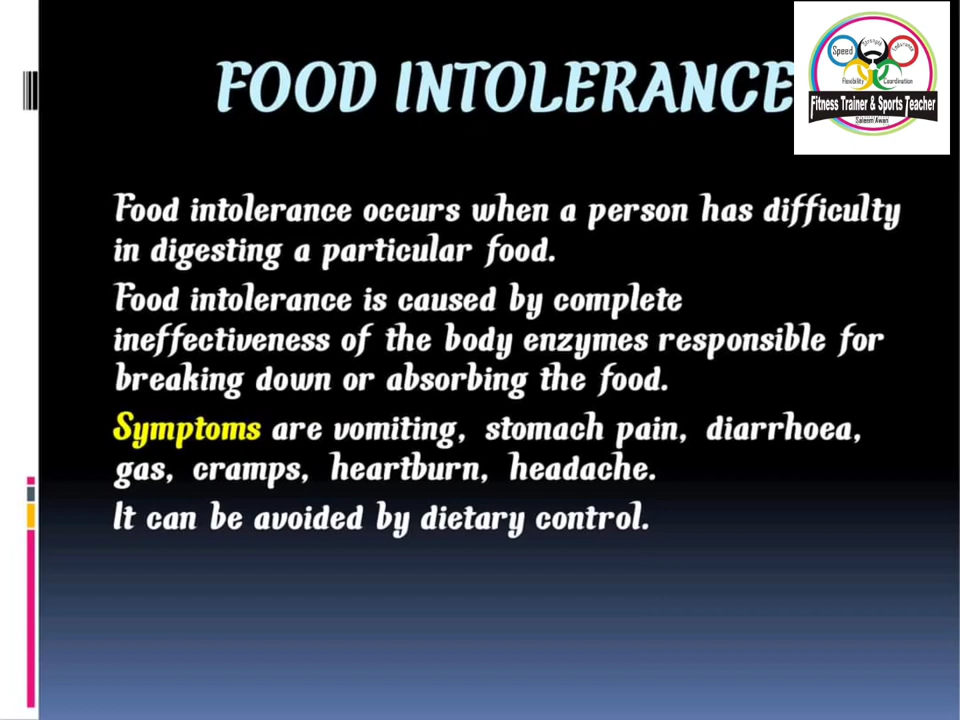 FOOD INTOLERANCE
Speed
Strength
Endurance
Flexibility
Coordination
Fitness Trainer & Sports Teacher
Saleem Awan
Food intolerance occurs when a person has difficulty
in digesting a particular food.
Food intolerance is caused by complete
ineffectiveness of the body enzymes responsible for
breaking down or absorbing the food.
Symptoms are vomiting, stomach pain, diarrhoea,
gas, cramps, heartburn, headache.
It can be avoided by dietary control.